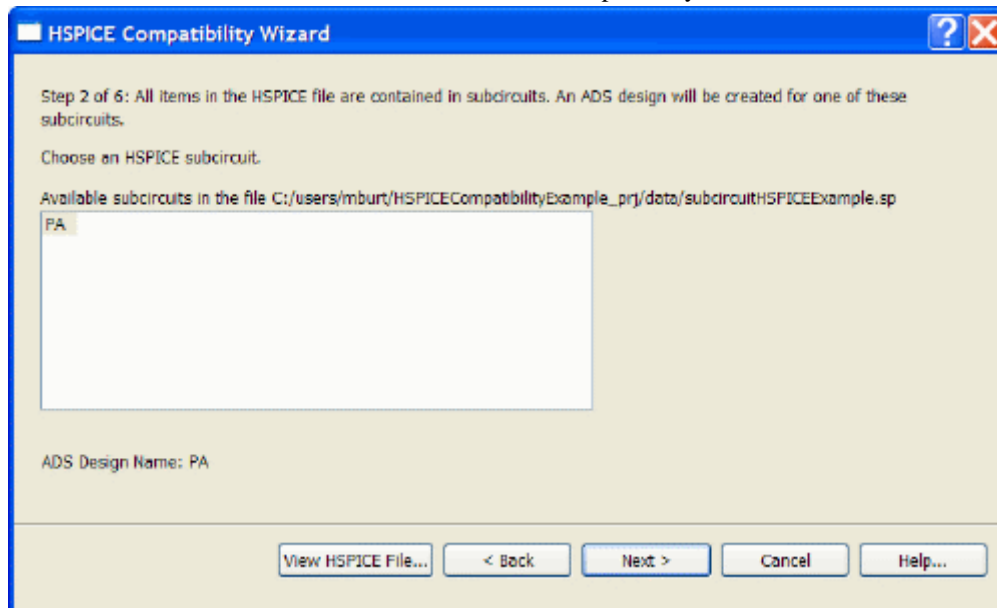 HSPICE Compatibility Wizard
Step 2 of 6: All items in the HSPICE file are contained in subcircuits. An ADS design will be created for one of these
subcircuits.
Choose an HSPICE subcircuit.
Available subcircuits in the file C:/users/mburt/HSPICECompatibilityExample_prj/data/subcircuitHSPICEExample.sp
PA
ADS Design Name: PA
View HSPICE File... < Back Next > Cancel Help...